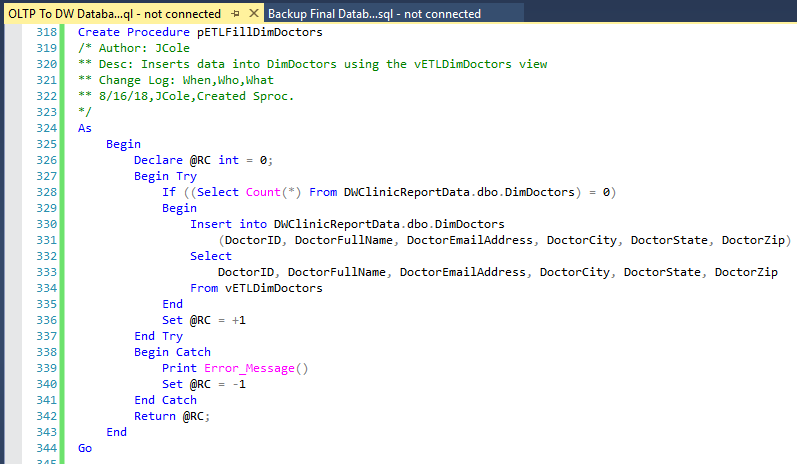 OLTP To DW Databa...ql - not connected
Backup Final Datab...sql - not connected
318 Create Procedure pETLFillDimDoctors
319 /* Author: JCole
320 ** Desc: Inserts data into DimDoctors using the vETLDimDoctors view
321 ** Change Log: When,Who,What
322 ** 8/16/18,JCole,Created Sproc.
323 */
324 As
325     Begin
326         Declare @RC int = 0;
327         Begin Try
328             If ((Select Count(*) From DWClinicReportData.dbo.DimDoctors) = 0)
329             Begin
330                 Insert into DWClinicReportData.dbo.DimDoctors
331                     (DoctorID, DoctorFullName, DoctorEmailAddress, DoctorCity, DoctorState, DoctorZip)
332                 Select
333                     DoctorID, DoctorFullName, DoctorEmailAddress, DoctorCity, DoctorState, DoctorZip
334                 From vETLDimDoctors
335             End
336             Set @RC = +1
337         End Try
338         Begin Catch
339             Print Error_Message()
340             Set @RC = -1
341         End Catch
342         Return @RC;
343     End
344 Go
345